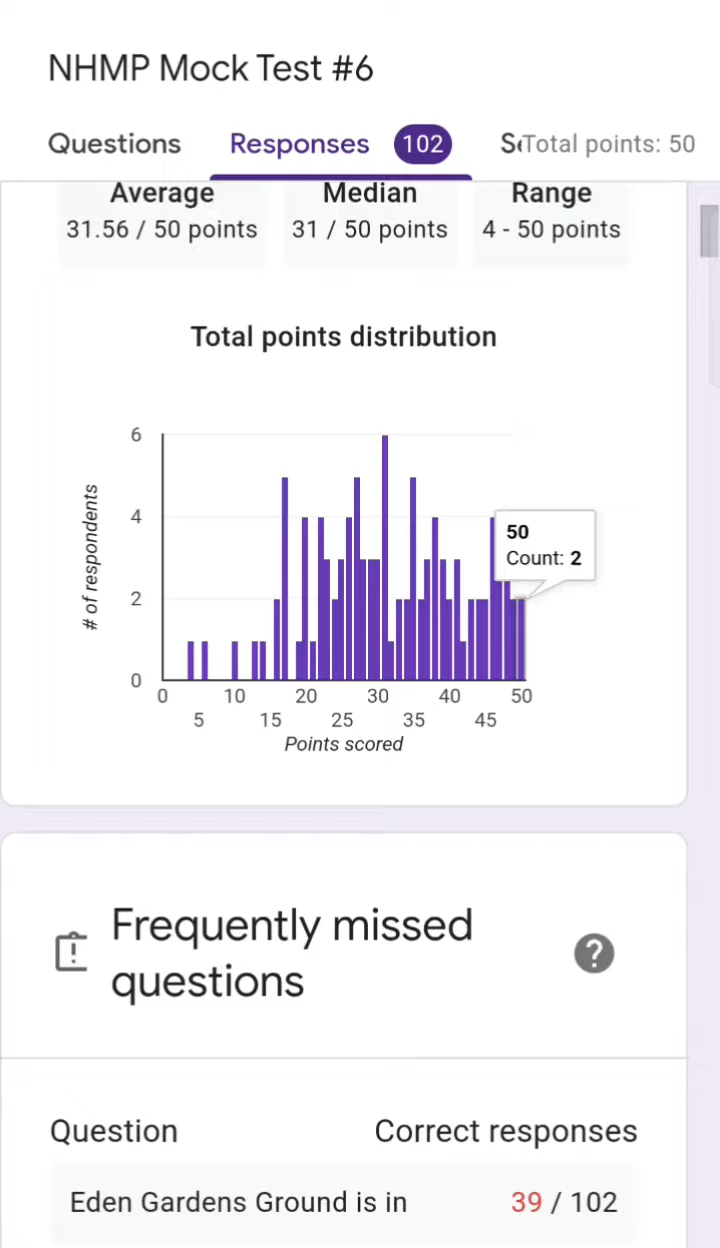 NHMP Mock Test #6
Questions Responses 102 Total points: 50
Average Median Range
31.56 / 50 points 31 / 50 points 4 - 50 points
Total points distribution
# of respondents
6
4
2
0
50
Count: 2
0 10 20 30 40 50
5 15 25 35 45
Points scored
Frequently missed
questions
Question Correct responses
Eden Gardens Ground is in 39 / 102